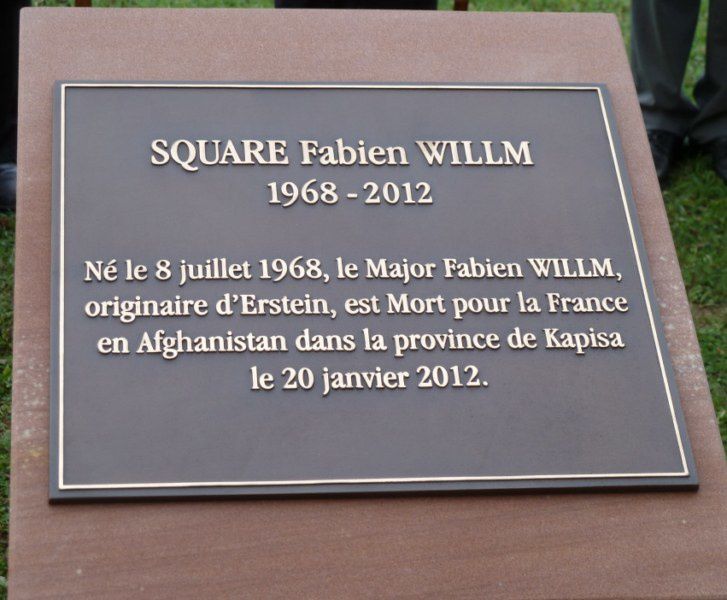 SQUARE Fabien WILLM
1968 - 2012
Né le 8 juillet 1968, le Major Fabien WILLM,
originaire d'Erstein, est Mort pour la France
en Afghanistan dans la province de Kapisa
le 20 janvier 2012.